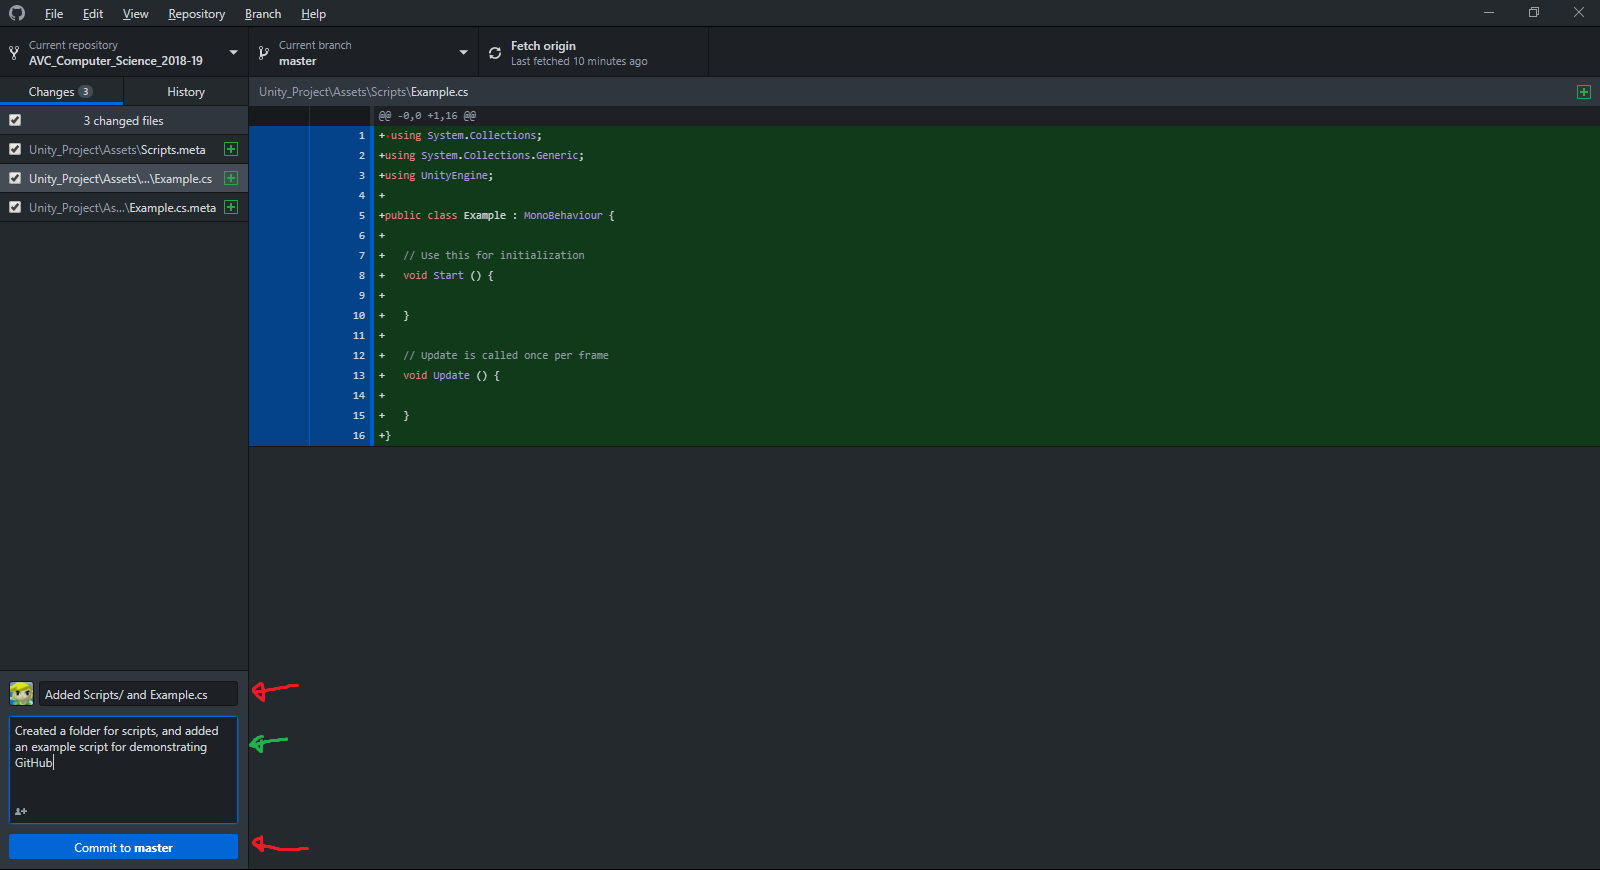 File Edit View Repository Branch Help
Current repository
AVC_Computer_Science_2018-19
Current branch
master
Fetch origin
Last fetched 10 minutes ago
Changes 3 History
3 changed files
Unity_Project\Assets\Scripts.meta
Unity_Project\Assets\...\Example.cs
Unity_Project\As...\Example.cs.meta
Unity_Project\Assets\Scripts\Example.cs
@@ -0,0 +1,16 @@
1 +using System.Collections;
2 +using System.Collections.Generic;
3 +using UnityEngine;
4 +
5 +public class Example : MonoBehaviour {
6 +
7 + // Use this for initialization
8 + void Start () {
9 +
10 + }
11 +
12 + // Update is called once per frame
13 + void Update () {
14 +
15 + }
16 +}
Added Scripts/ and Example.cs
Created a folder for scripts, and added
an example script for demonstrating
GitHub
Commit to master